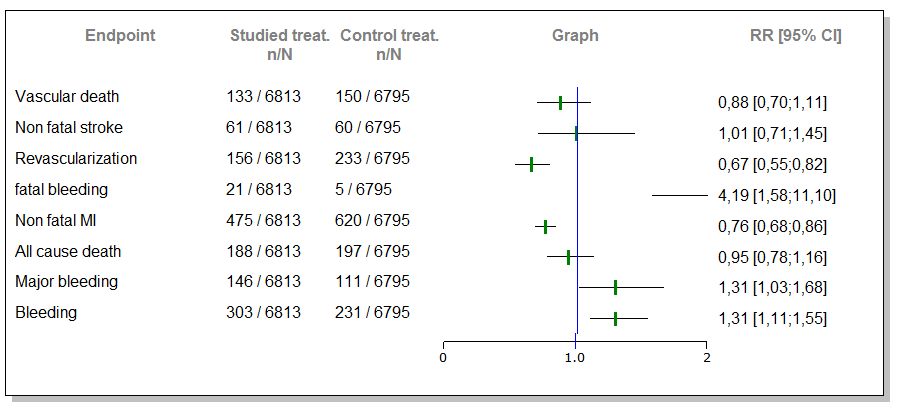 Endpoint Studied treat. Control treat. Graph RR [95% CI]
n/N n/N
Vascular death 133 / 6813 150 / 6795 0,88 [0,70;1,11]
Non fatal stroke 61 / 6813 60 / 6795 1,01 [0,71;1,45]
Revascularization 156 / 6813 233 / 6795 0,67 [0,55;0,82]
fatal bleeding 21 / 6813 5 / 6795 4,19 [1,58;11,10]
Non fatal MI 475 / 6813 620 / 6795 0,76 [0,68;0,86]
All cause death 188 / 6813 197 / 6795 0,95 [0,78;1,16]
Major bleeding 146 / 6813 111 / 6795 1,31 [1,03;1,68]
Bleeding 303 / 6813 231 / 6795 1,31 [1,11;1,55]
0 1.0 2